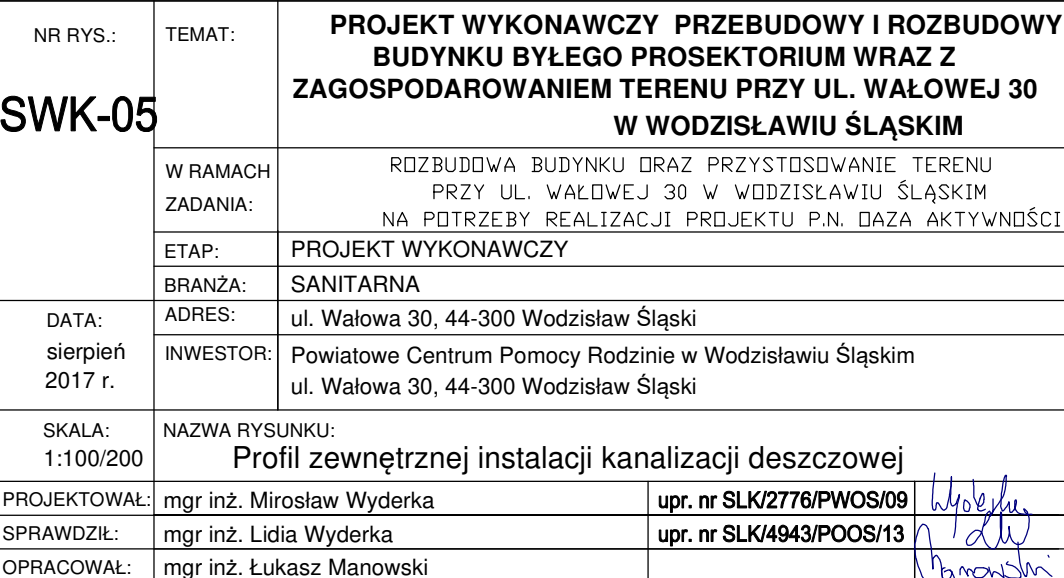 NR RYS.:
SWK-05
TEMAT:
PROJEKT WYKONAWCZY PRZEBUDOWY I ROZBUDOWY
BUDYNKU BYŁEGO PROSEKTORIUM WRAZ Z
ZAGOSPODAROWANIEM TERENU PRZY UL. WAŁOWEJ 30
W WODZISŁAWIU ŚLĄSKIM
W RAMACH
ZADANIA:
ROZBUDOWA BUDYNKU ORAZ PRZYSTOSOWANIE TERENU
PRZY UL. WAŁOWEJ 30 W WODZISŁAWIU ŚLĄSKIM
NA POTRZEBY REALIZACJI PROJEKTU P.N. OAZA AKTYWNOŚCI
ETAP:
PROJEKT WYKONAWCZY
BRANŻA:
SANITARNA
DATA:
sierpień
2017 r.
ADRES:
ul. Wałowa 30, 44-300 Wodzisław Śląski
INWESTOR:
Powiatowe Centrum Pomocy Rodzinie w Wodzisławiu Śląskim
ul. Wałowa 30, 44-300 Wodzisław Śląski
SKALA:
1:100/200
NAZWA RYSUNKU:
Profil zewnętrznej instalacji kanalizacji deszczowej
PROJEKTOWAŁ: mgr inż. Mirosław Wyderka upr. nr SLK/2776/PWOS/09
SPRAWDZIŁ: mgr inż. Lidia Wyderka upr. nr SLK/4943/POOS/13
OPRACOWAŁ: mgr inż. Łukasz Manowski